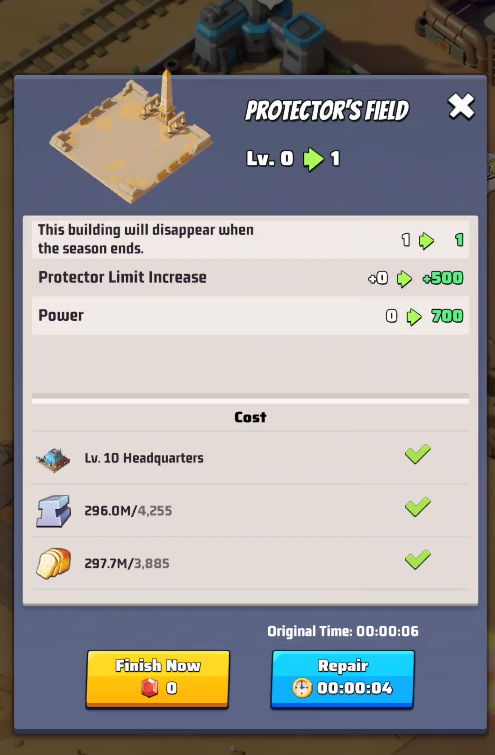 PROTECTOR'S FIELD
Lv. 0 1
This building will disappear when
the season ends.
1 1
Protector Limit Increase +0 +500
Power 0 700
Cost
Lv. 10 Headquarters
296.0M/4,255
297.7M/3,885
Original Time: 00:00:06
Finish Now
0
Repair
00:00:04